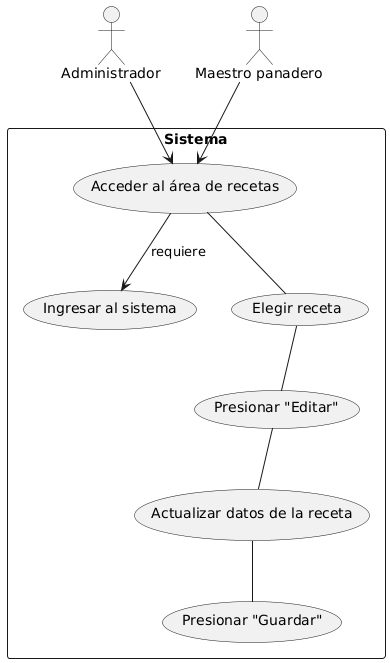 Administrador
Maestro panadero
Sistema
Acceder al área de recetas
requiere
Ingresar al sistema
Elegir receta
Presionar "Editar"
Actualizar datos de la receta
Presionar "Guardar"